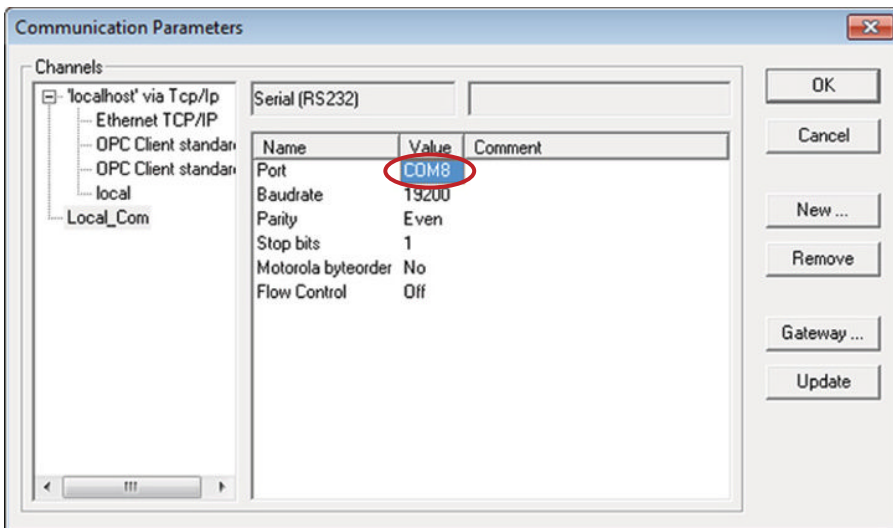 Communication Parameters
Channels
'localhost' via Tcp/Ip
Ethernet TCP/IP
OPC Client standar
OPC Client standar
local
Local_Com
Serial (RS232)
Name Value Comment
Port COM8
Baudrate 19200
Parity Even
Stop bits 1
Motorola byteorder No
Flow Control Off
OK
Cancel
New ...
Remove
Gateway ...
Update